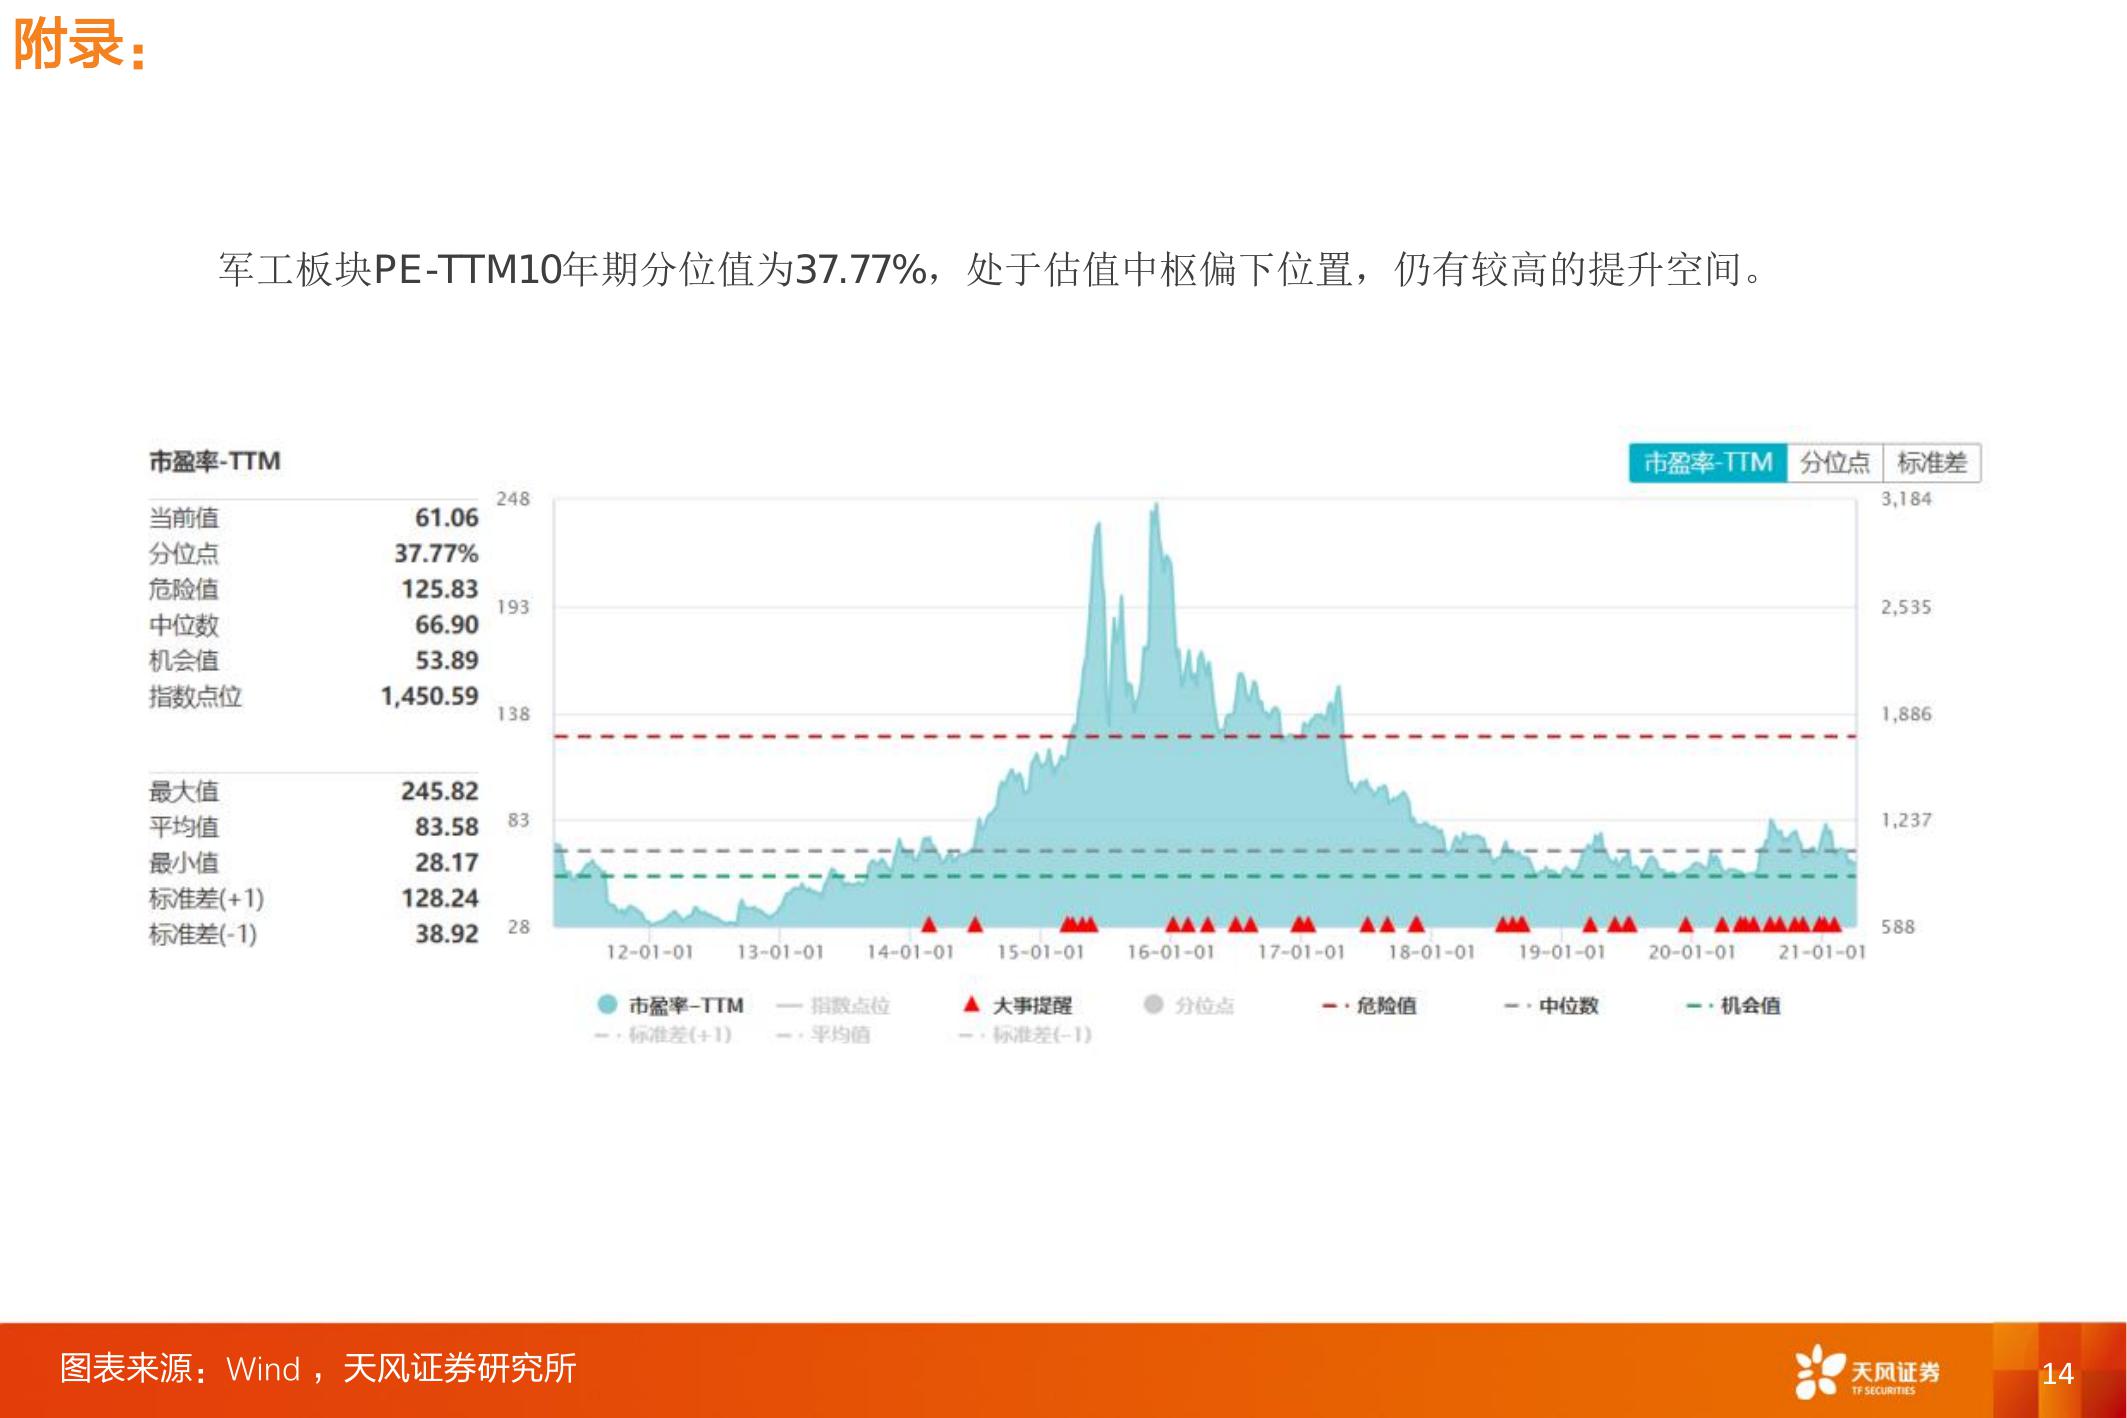 附录：
军工板块PE-TTM10年期分位值为37.77%，处于估值中枢偏下位置，仍有较高的提升空间。
市盈率-TTM
市盈率-TTM 分位点 标准差
当前值 61.06
分位点 37.77%
危险值 125.83
中位数 66.90
机会值 53.89
指数点位 1,450.59
最大值 245.82
平均值 83.58
最小值 28.17
标准差(+1) 128.24
标准差(-1) 38.92
248
193
138
83
28
3,184
2,535
1,886
1,237
588
12-01-01 13-01-01 14-01-01 15-01-01 16-01-01 17-01-01 18-01-01 19-01-01 20-01-01 21-01-01
市盈率-TTM 指数点位 大事提醒 分位点 危险值 中位数 机会值
标准差(+1) 平均值 标准差(-1)
图表来源：Wind ，天风证券研究所
天风证券
TF SECURITIES
14